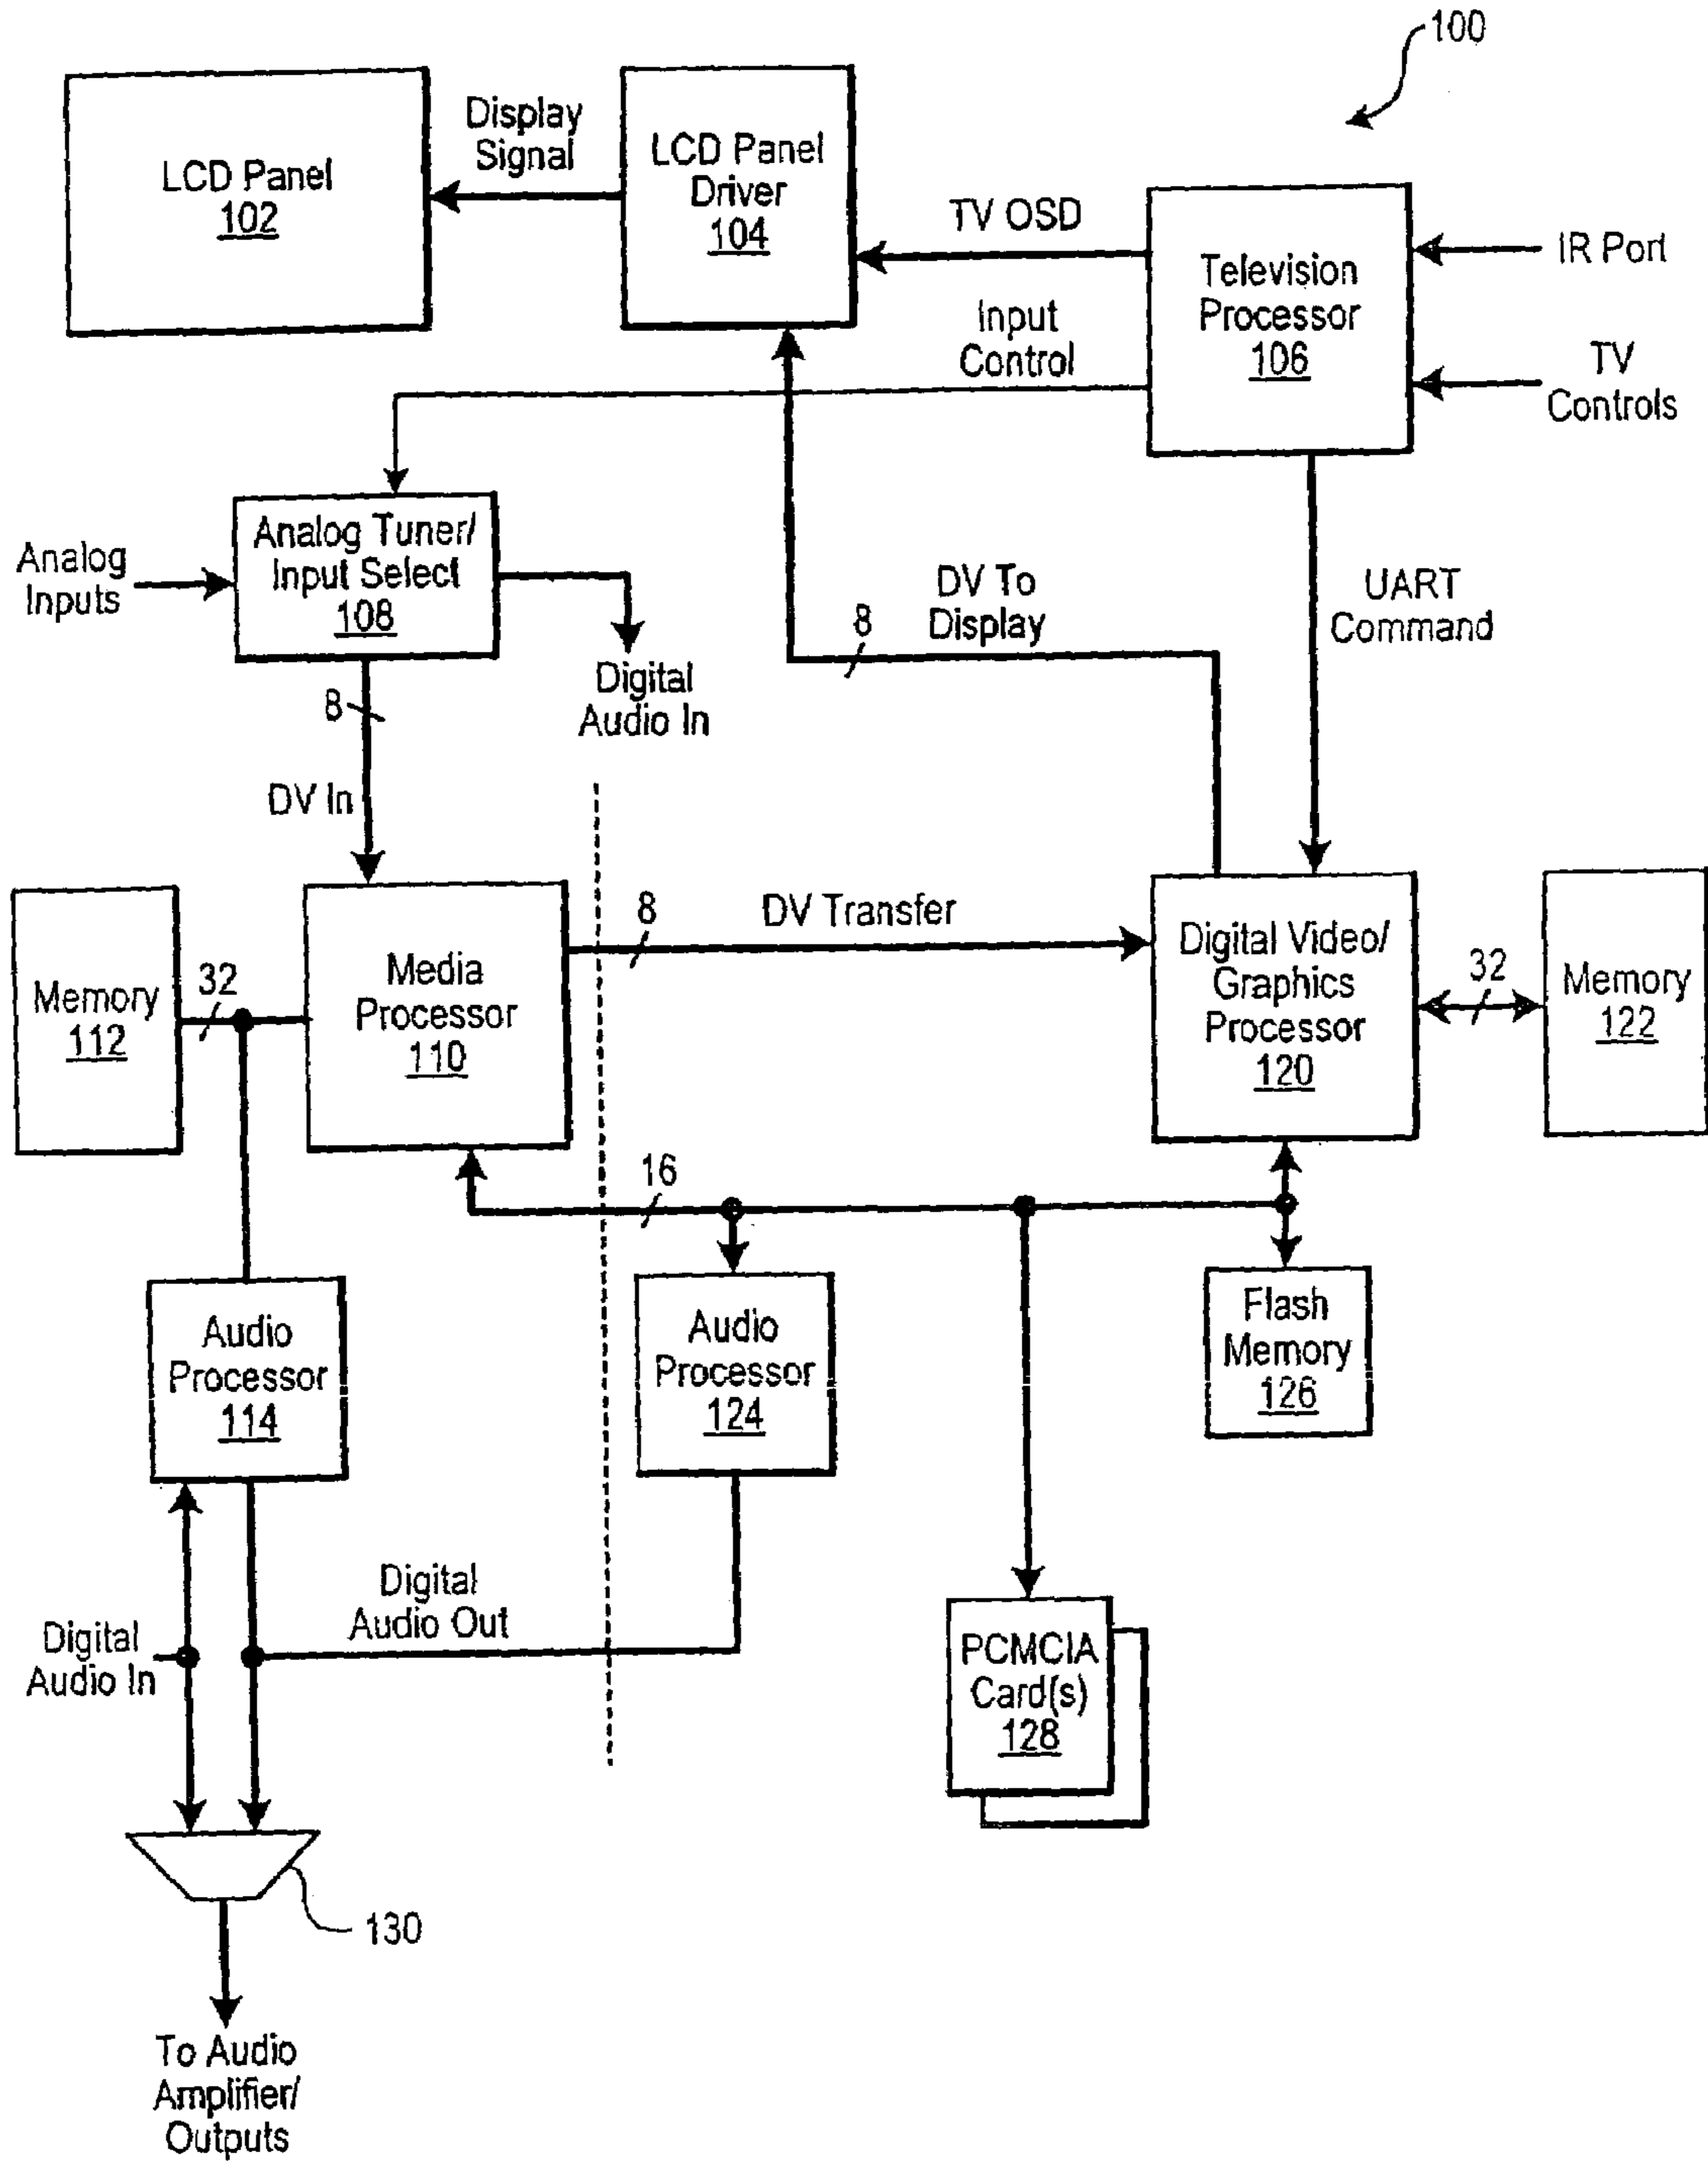 100
LCD Panel
102
Display
Signal
LCD Panel
Driver
104
TV OSD
Television
Processor
106
IR Port
TV
Controls
Input
Control
Analog
Inputs
Analog Tuner/
Input Select
108
Digital
Audio In
8
DV In
DV To
Display
8
UART
Command
Memory
112
32
Media
Processor
110
8
DV Transfer
Digital Video/
Graphics
Processor
120
32
Memory
122
16
Audio
Processor
114
Audio
Processor
124
Flash
Memory
126
Digital
Audio In
Digital
Audio Out
PCMCIA
Card(s)
128
130
To Audio
Amplifier/
Outputs